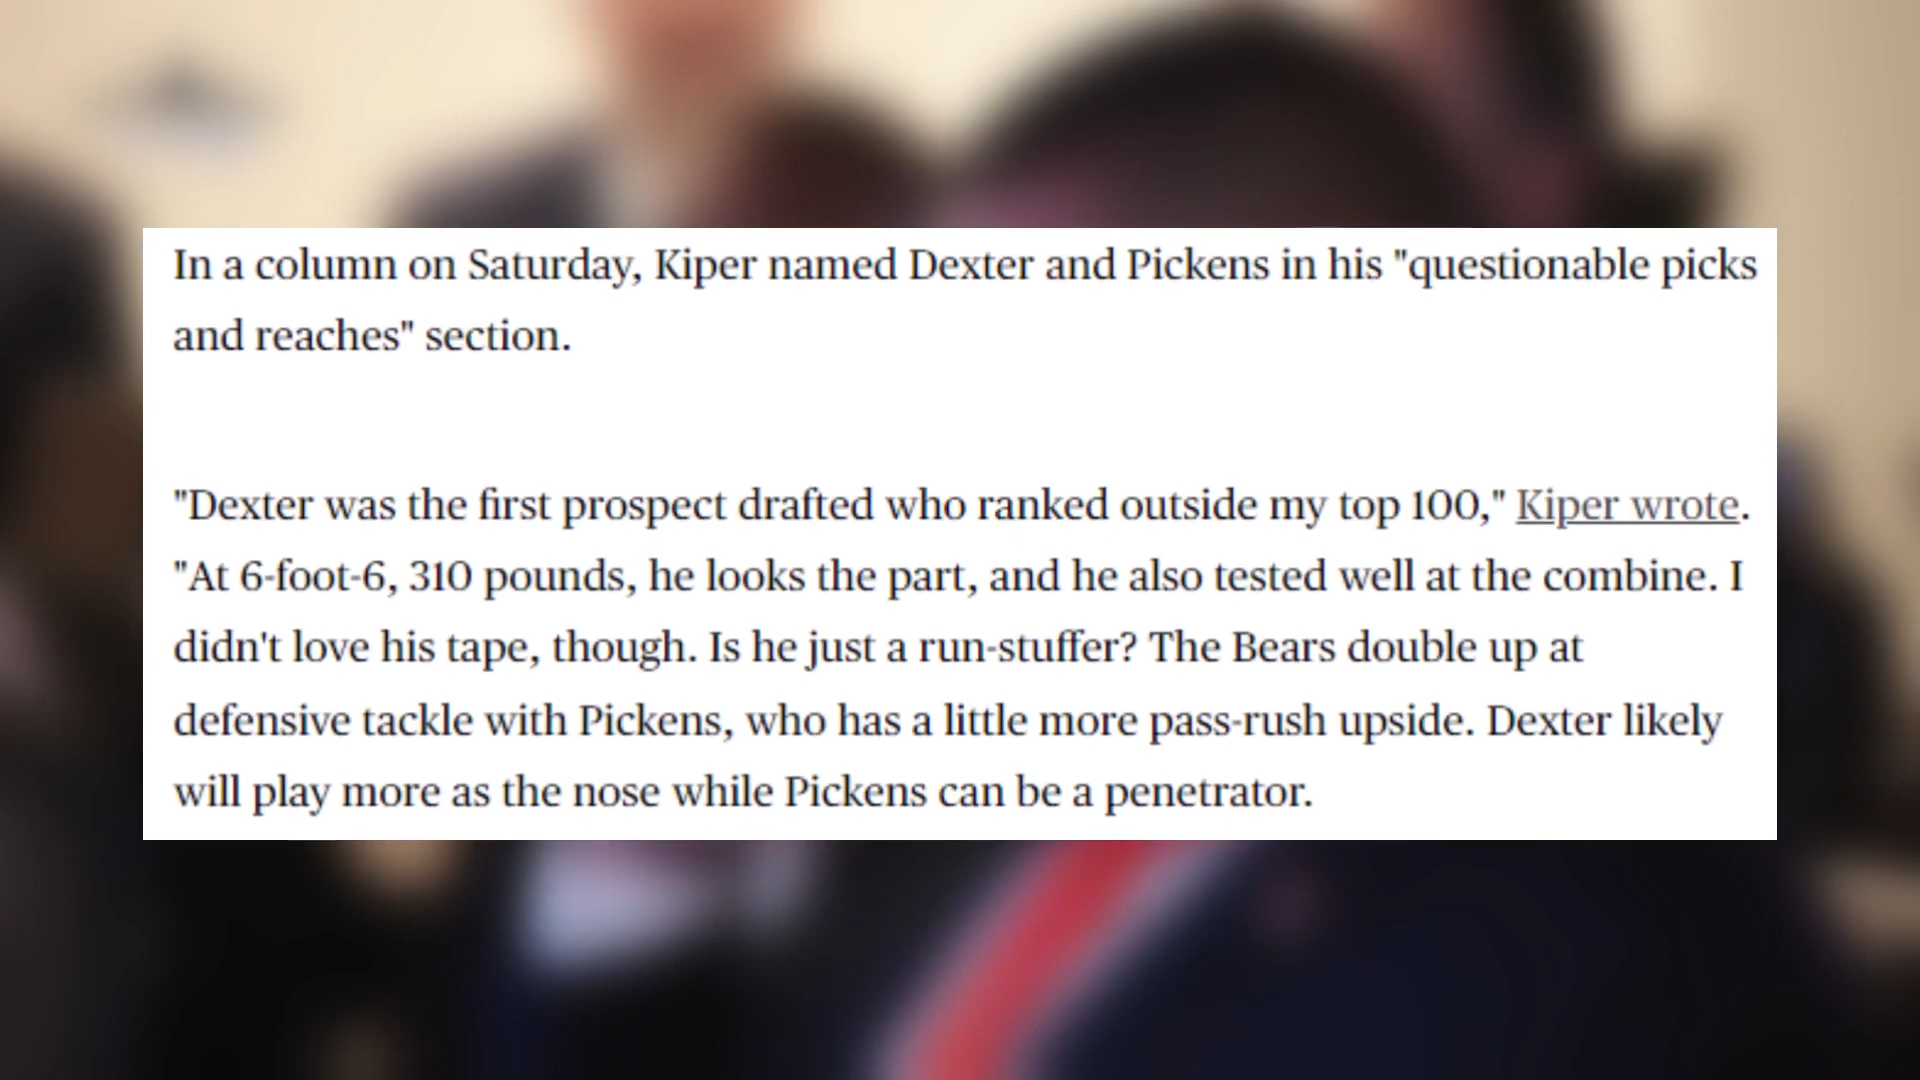 In a column on Saturday, Kiper named Dexter and Pickens in his "questionable picks
and reaches" section.
"Dexter was the first prospect drafted who ranked outside my top 100," Kiper wrote.
"At 6-foot-6, 310 pounds, he looks the part, and he also tested well at the combine. I
didn't love his tape, though. Is he just a run-stuffer? The Bears double up at
defensive tackle with Pickens, who has a little more pass-rush upside. Dexter likely
will play more as the nose while Pickens can be a penetrator.